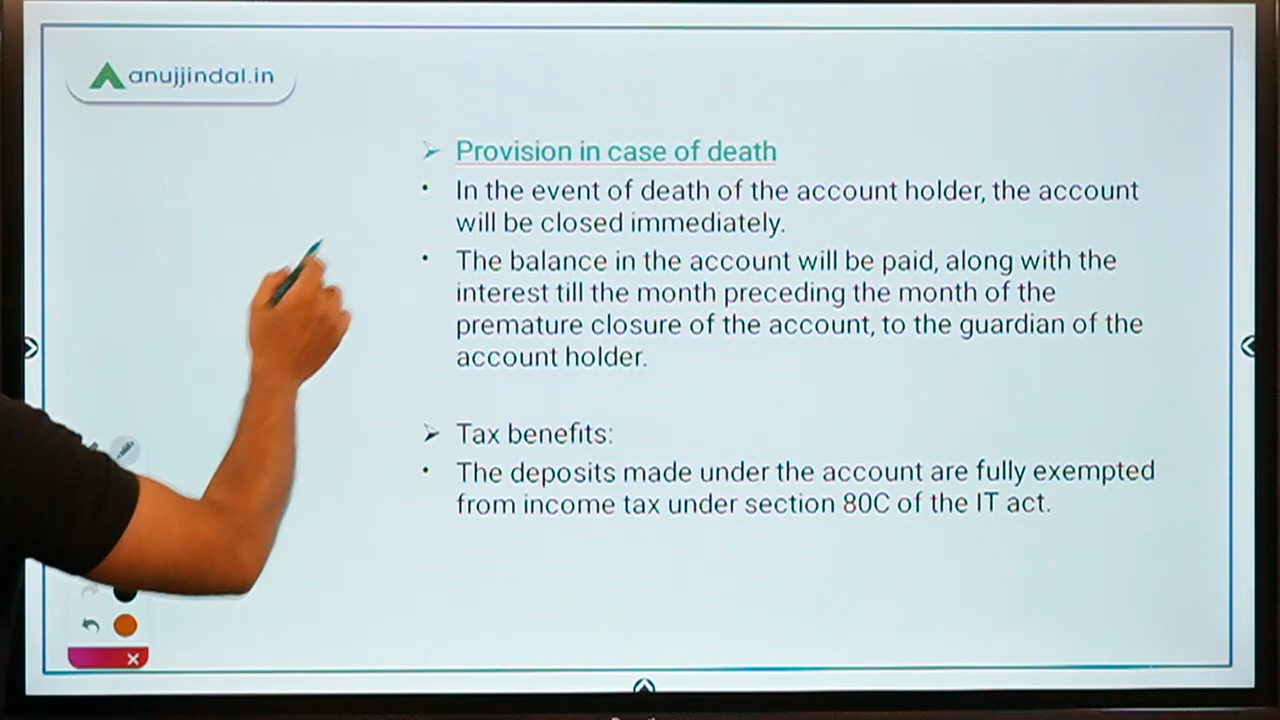 anujjindal.in
Provision in case of death
In the event of death of the account holder, the account
will be closed immediately.
The balance in the account will be paid, along with the
interest till the month preceding the month of the
premature closure of the account, to the guardian of the
account holder.
Tax benefits:
The deposits made under the account are fully exempted
from income tax under section 80C of the IT act.